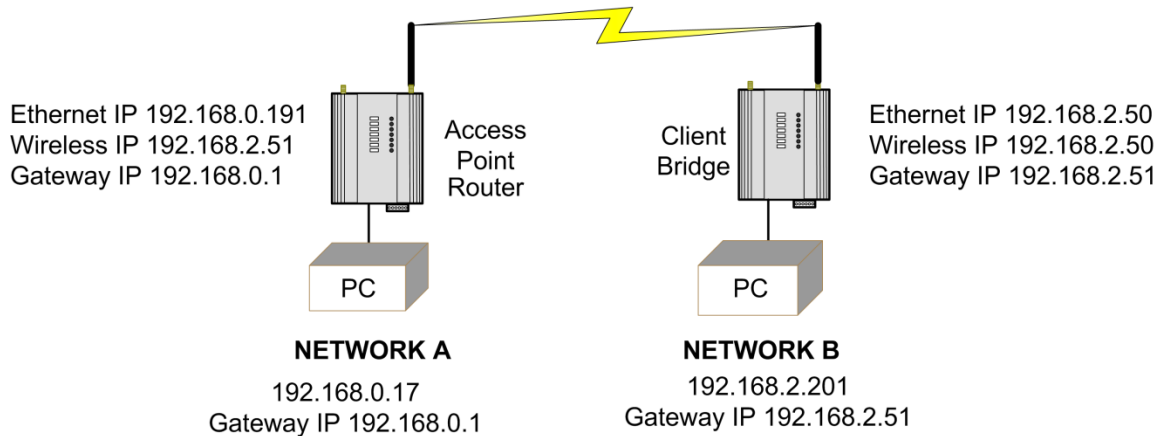 Ethernet IP 192.168.0.191
Wireless IP 192.168.2.51
Gateway IP 192.168.0.1
Access
Point
Router
Client
Bridge
Ethernet IP 192.168.2.50
Wireless IP 192.168.2.50
Gateway IP 192.168.2.51
PC
PC
NETWORK A
192.168.0.17
Gateway IP 192.168.0.1
NETWORK B
192.168.2.201
Gateway IP 192.168.2.51